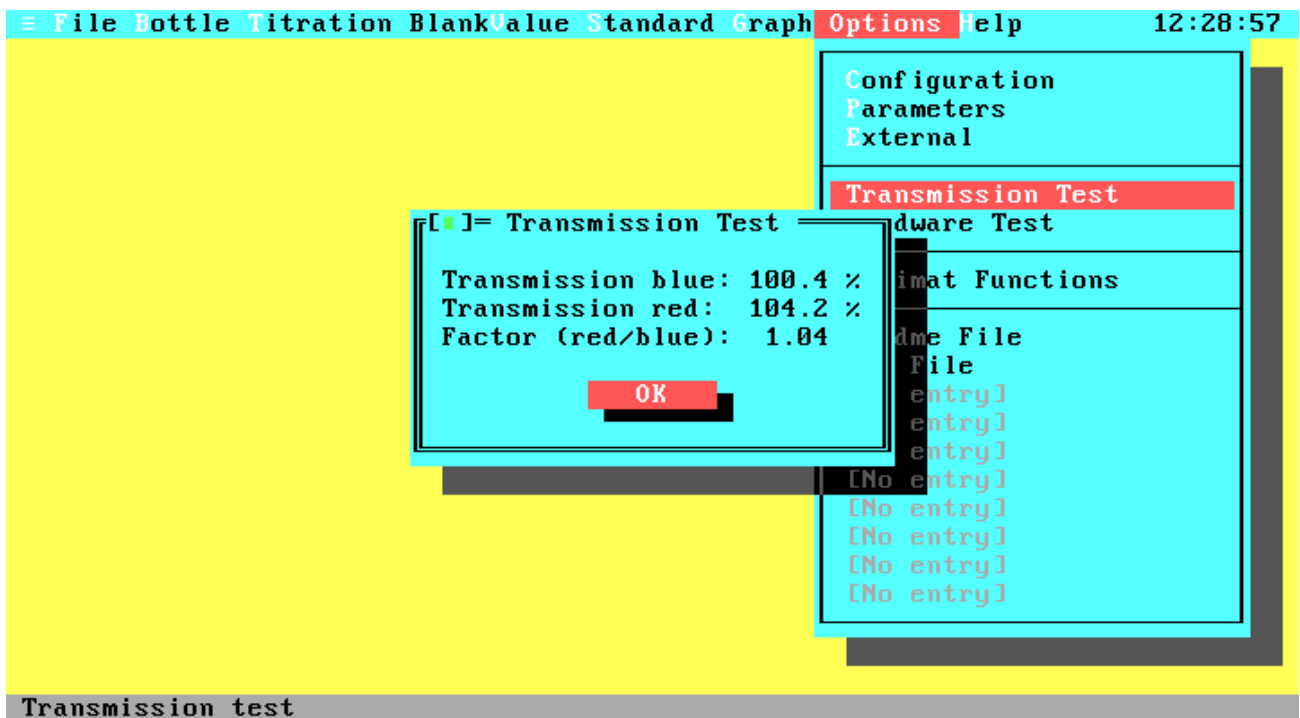 ≡ File Bottle Titration BlankValue Standard Graph Options Help 12:28:57
Configuration
Parameters
External
Transmission Test
dware Test
imat Functions
dme File
File
entry]
entry]
entry]
[No entry]
[No entry]
[No entry]
[No entry]
[No entry]
[■]= Transmission Test
Transmission blue: 100.4 %
Transmission red: 104.2 %
Factor (red/blue): 1.04
OK
Transmission test